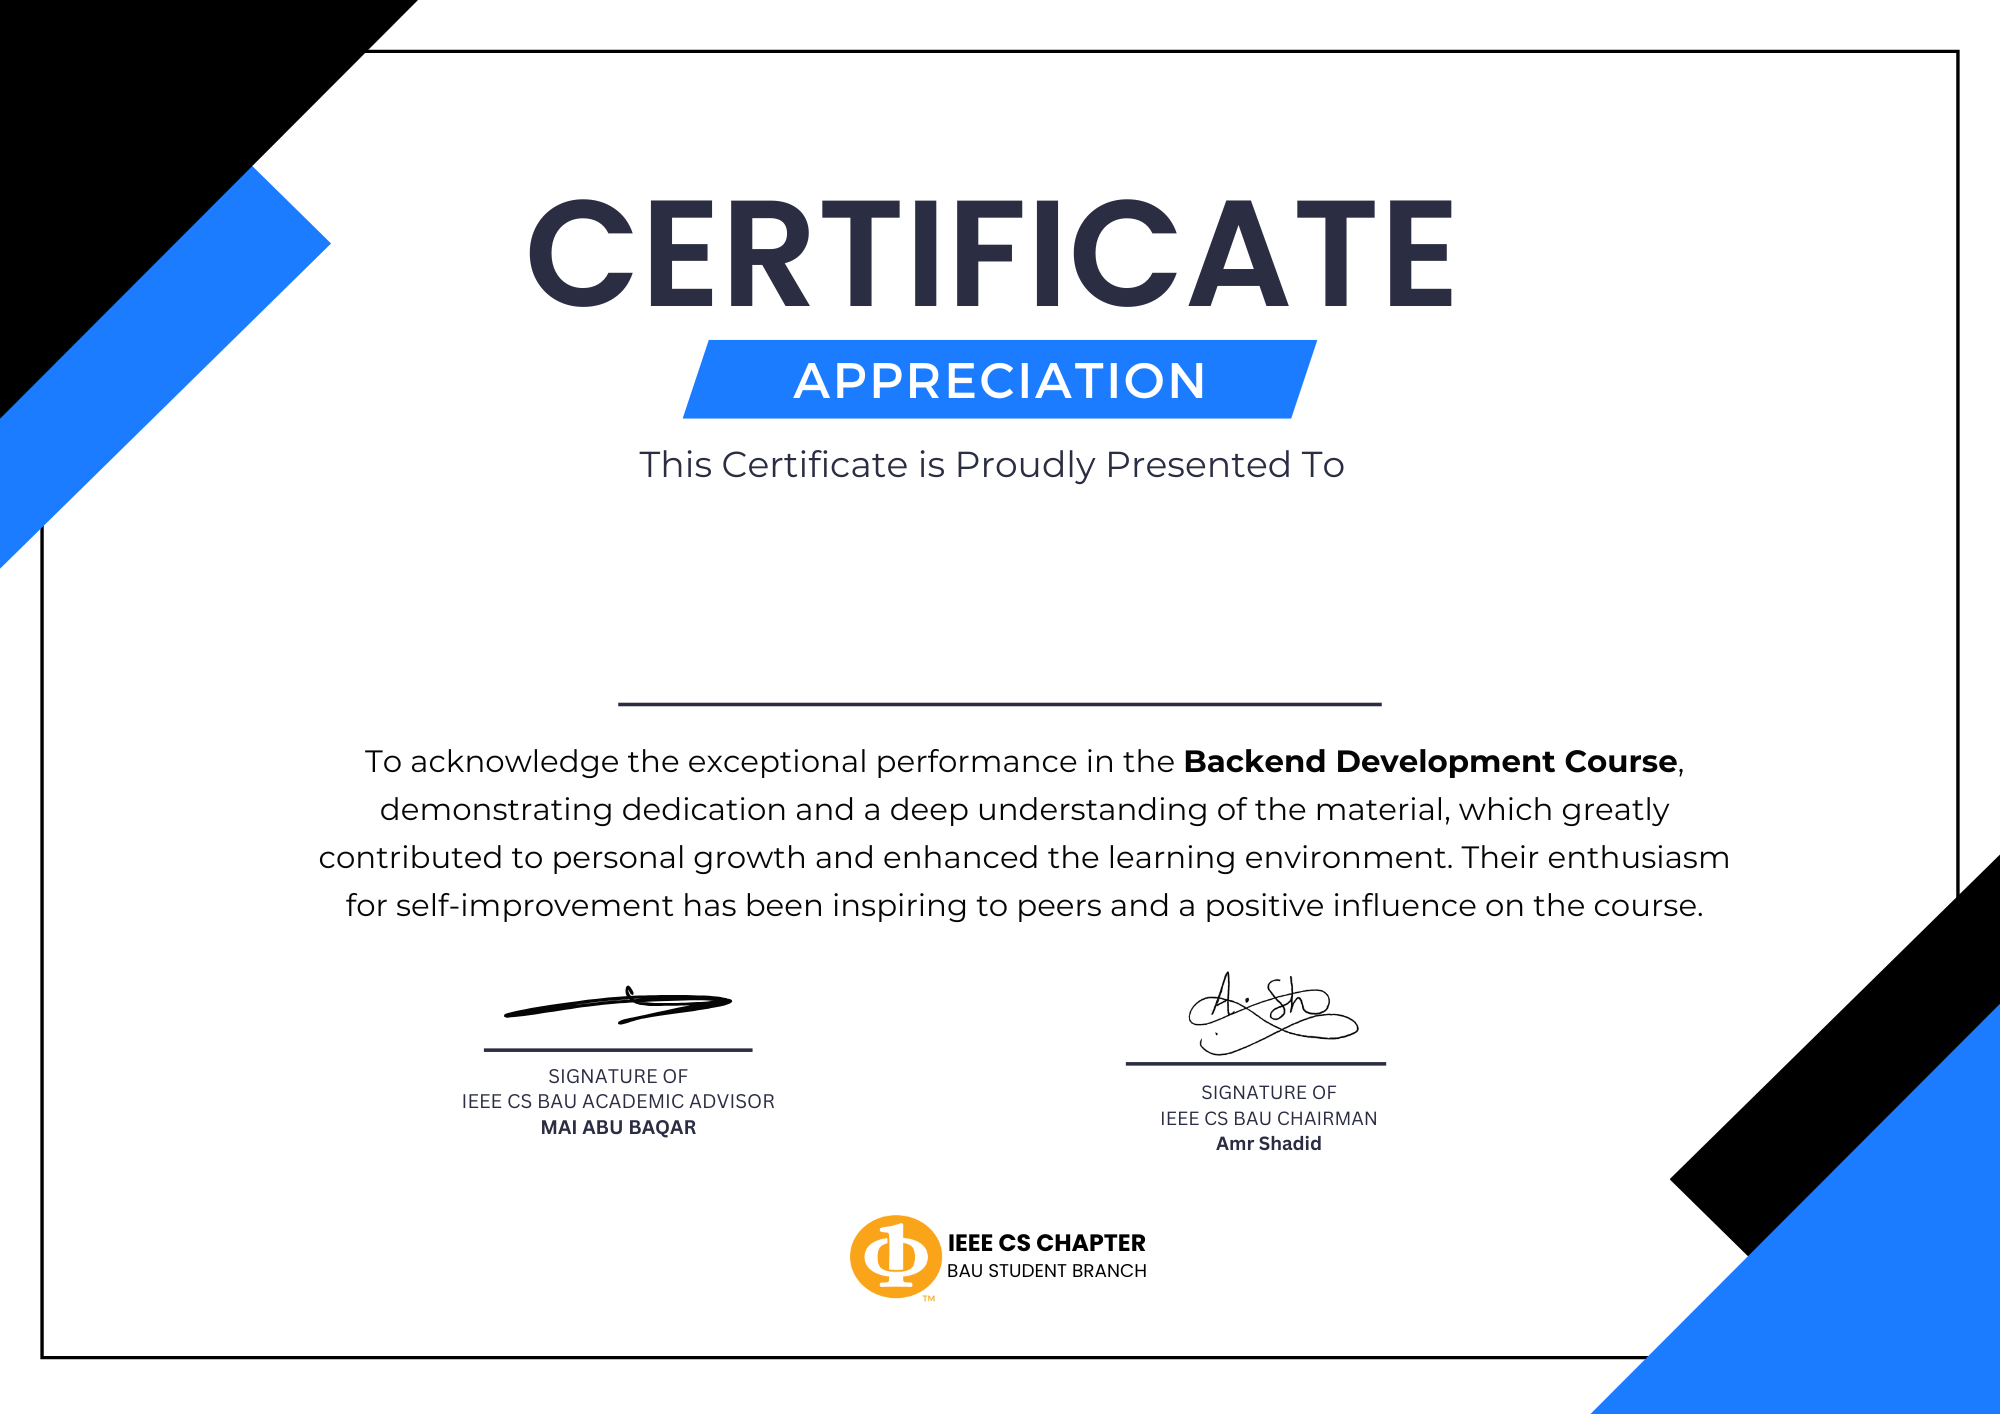 CERTIFICATE
APPRECIATION
This Certificate is Proudly Presented To
To acknowledge the exceptional performance in the Backend Development Course,
demonstrating dedication and a deep understanding of the material, which greatly
contributed to personal growth and enhanced the learning environment. Their enthusiasm
for self-improvement has been inspiring to peers and a positive influence on the course.
A. Sh
SIGNATURE OF
IEEE CS BAU ACADEMIC ADVISOR
MAI ABU BAQAR
SIGNATURE OF
IEEE CS BAU CHAIRMAN
Amr Shadid
IEEE CS CHAPTER
BAU STUDENT BRANCH
TM